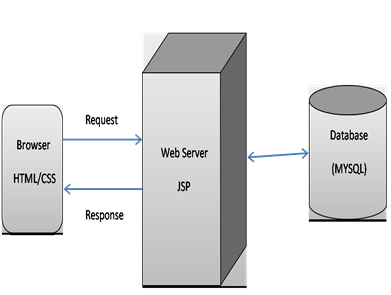 Browser
HTML/CSS
Request
Response
Web Server
JSP
Database
(MYSQL)